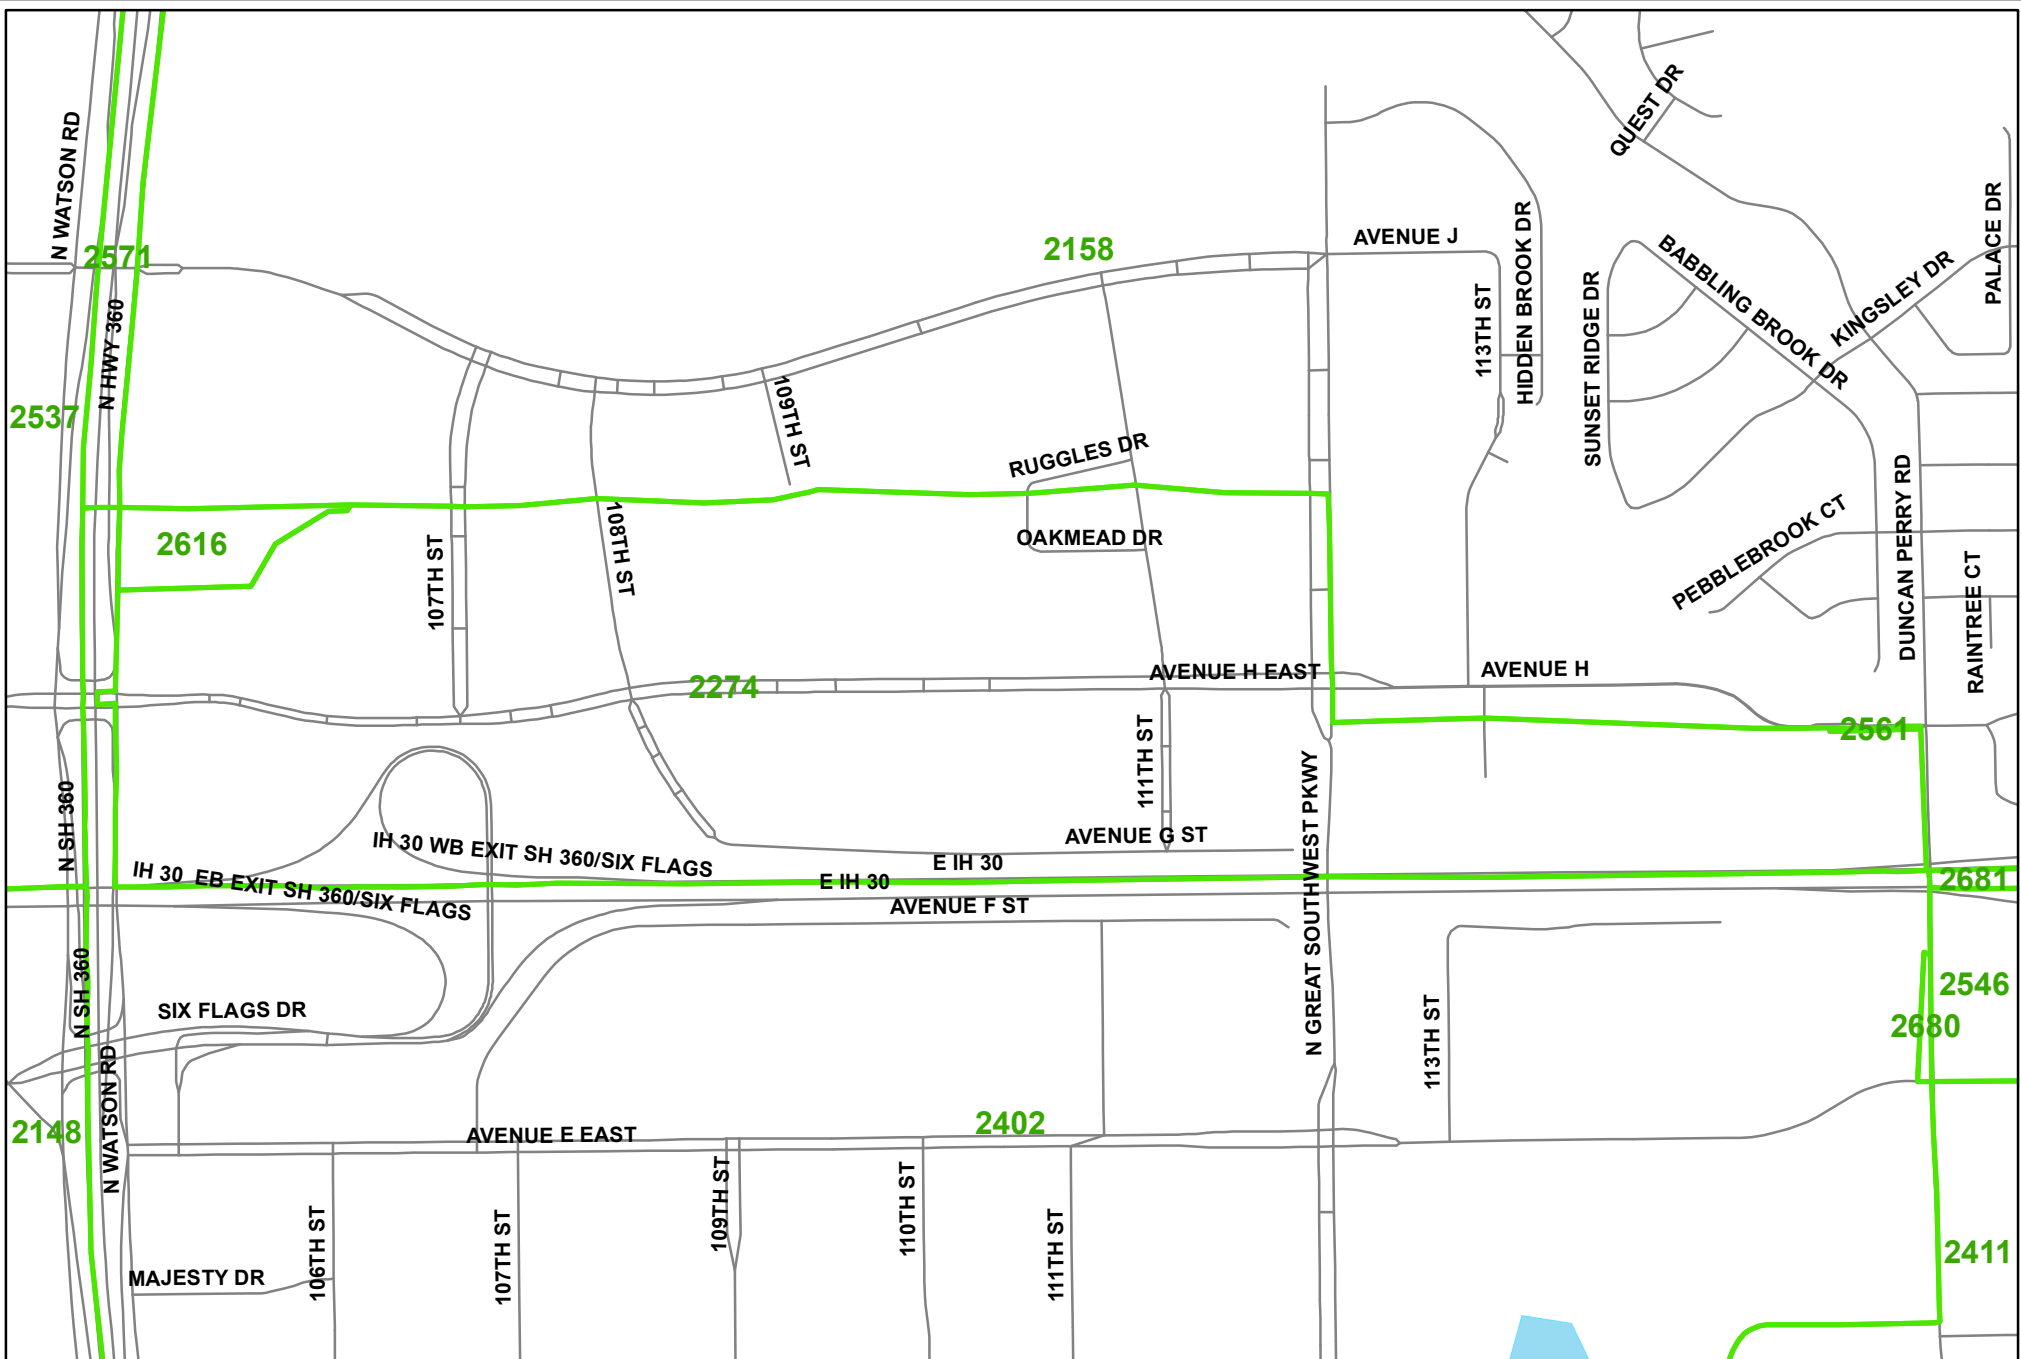 QUEST DR
N WATSON RD
PALACE DR
2571
2158
AVENUE J
HIDDEN BROOK DR
BABBLING BROOK DR
KINGSLEY DR
113TH ST
SUNSET RIDGE DR
N HWY 360
2537
109TH ST
RUGGLES DR
2616
107TH ST
108TH ST
OAKMEAD DR
PEBBLEBROOK CT
DUNCAN PERRY RD
RAINTREE CT
2274
AVENUE H EAST
AVENUE H
2561
111TH ST
N SH 360
IH 30 WB EXIT SH 360/SIX FLAGS
AVENUE G ST
E IH 30
N GREAT SOUTHWEST PKWY
IH 30  EB EXIT SH 360/SIX FLAGS
E IH 30
2681
AVENUE F ST
N SH 360
SIX FLAGS DR
2546
2680
113TH ST
N WATSON RD
2148
AVENUE E EAST
2402
106TH ST
107TH ST
109TH ST
110TH ST
111TH ST
2411
MAJESTY DR